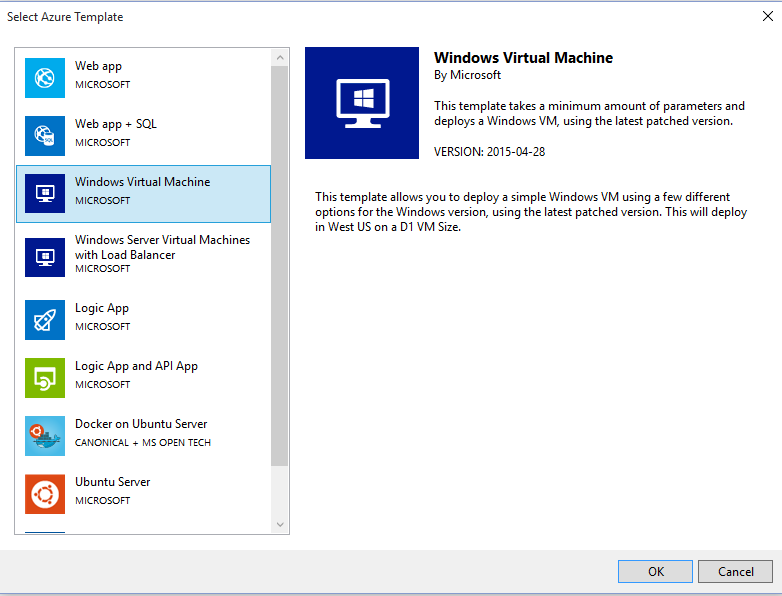 Select Azure Template
Web app
MICROSOFT
Web app + SQL
MICROSOFT
Windows Virtual Machine
MICROSOFT
Windows Server Virtual Machines
with Load Balancer
MICROSOFT
Logic App
MICROSOFT
Logic App and API App
MICROSOFT
Docker on Ubuntu Server
CANONICAL + MS OPEN TECH
Ubuntu Server
MICROSOFT
Windows Virtual Machine
By Microsoft
This template takes a minimum amount of parameters and
deploys a Windows VM, using the latest patched version.
VERSION: 2015-04-28
This template allows you to deploy a simple Windows VM using a few different
options for the Windows version, using the latest patched version. This will deploy
in West US on a D1 VM Size.
OK
Cancel